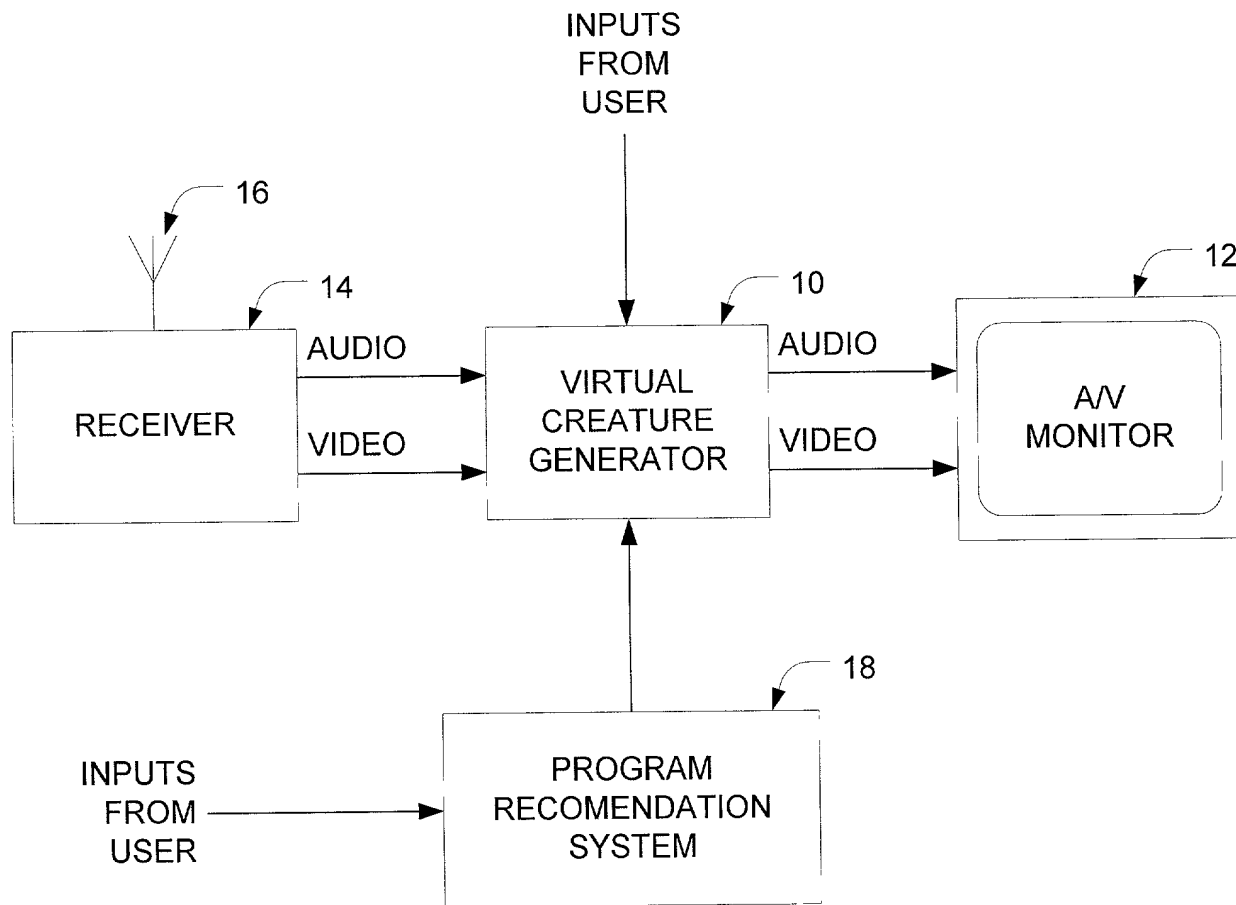 INPUTS
FROM
USER
16
14
10
12
AUDIO
AUDIO
RECEIVER
VIRTUAL
CREATURE
GENERATOR
A/V
MONITOR
VIDEO
VIDEO
18
INPUTS
FROM
USER
PROGRAM
RECOMENDATION
SYSTEM